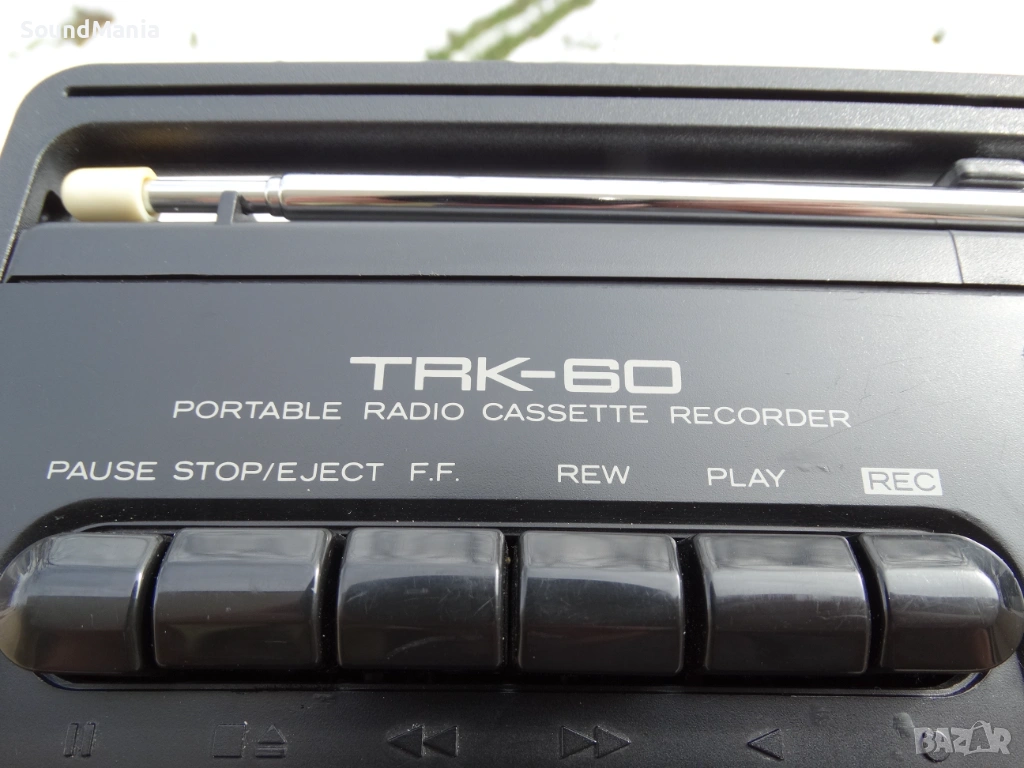 SoundMania
TRK-60
PORTABLE RADIO CASSETTE RECORDER
PAUSE STOP/EJECT F.F. REW PLAY REC
BAZAR